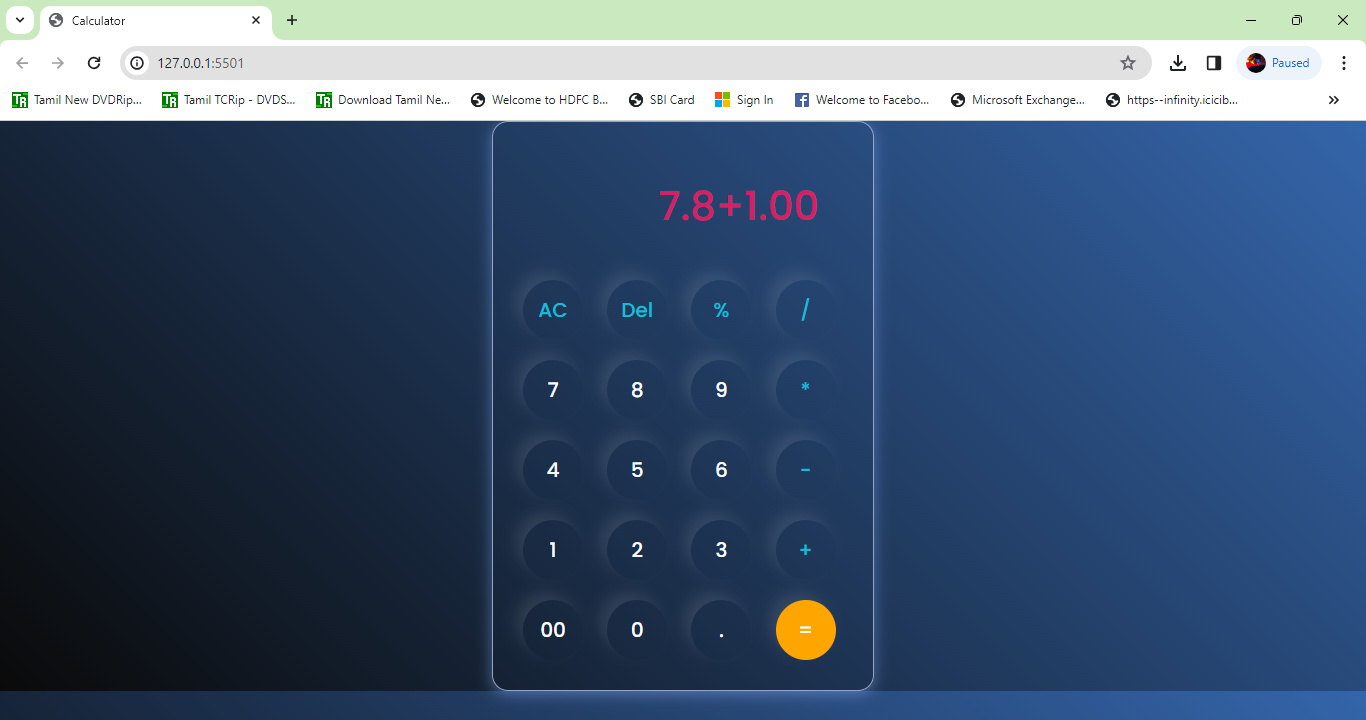 Calculator
127.0.0.1:5501
Paused
Tamil New DVDRip...
Tamil TCRip - DVDS...
Download Tamil Ne...
Welcome to HDFC B...
SBI Card
Sign In
Welcome to Facebo...
Microsoft Exchange...
https--infinity.icicib...
7.8+1.00
AC Del % /
7 8 9 *
4 5 6 -
1 2 3 +
00 0 . =